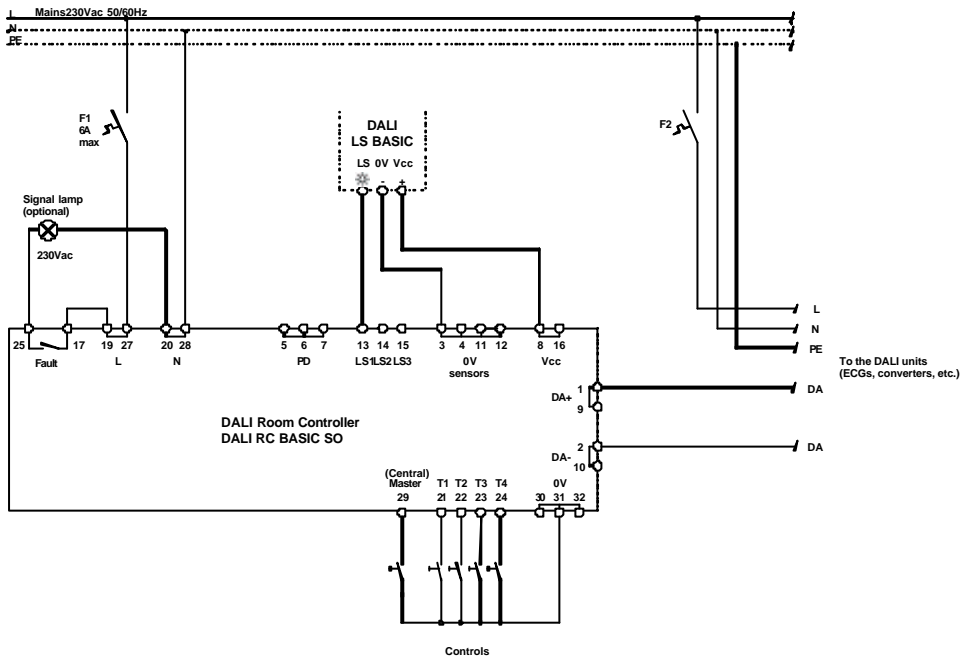 L Mains230Vac 50/60Hz
N
PE
F1
6A
max
F2
DALI
LS BASIC
LS 0V Vcc
- +
Signal lamp
(optional)
230Vac
L
N
PE
To the DALI units
(ECGs, converters, etc.)
DA
DA
25 17 19 27 20 28 5 6 7 13 14 15 3 4 11 12 8 16
Fault L N PD LS1LS2LS3 0V Vcc
sensors
1
DA+
9
2
DA-
10
DALI Room Controller
DALI RC BASIC SO
(Central)
Master T1 T2 T3 T4 0V
29 21 22 23 24 30 31 32
Controls